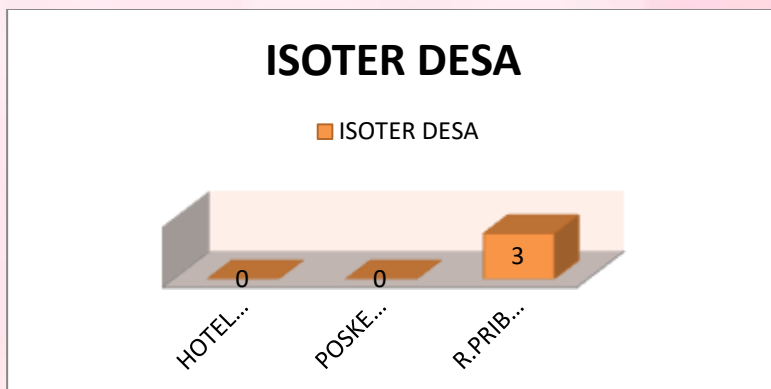 ISOTER DESA
ISOTER DESA
0
0
3
HOTEL...
POSKE...
R.PRIB...